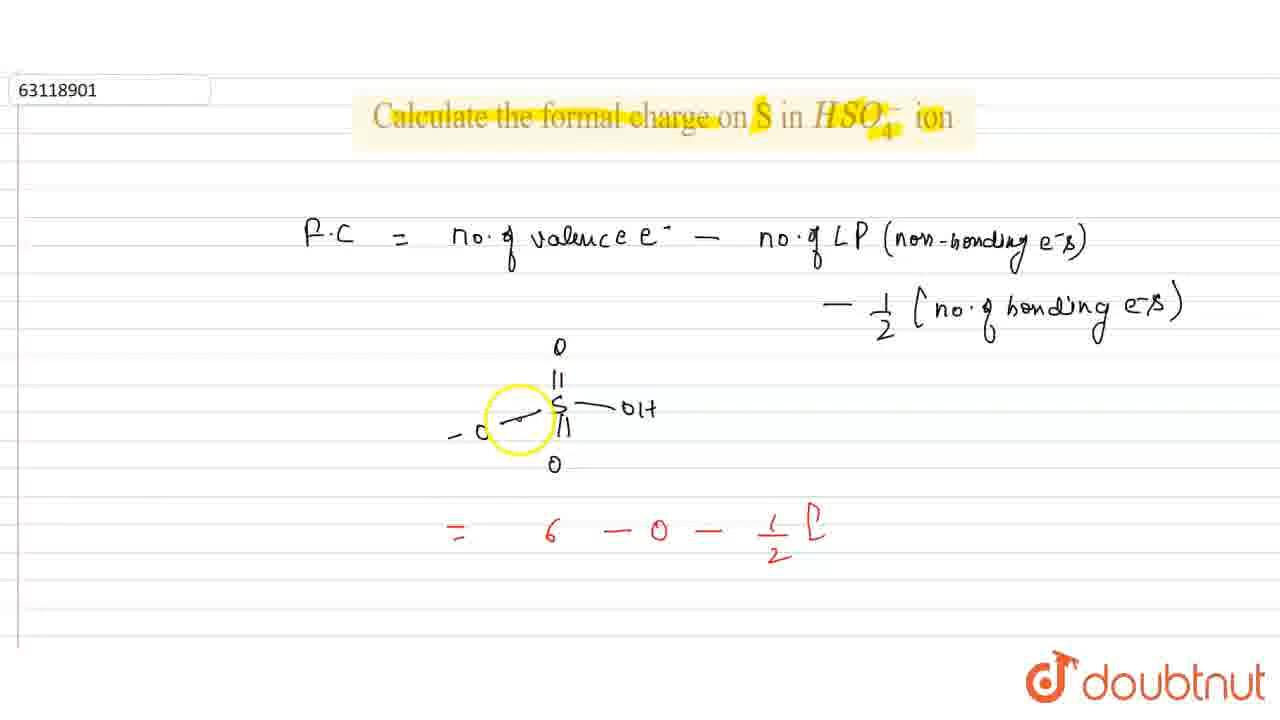 63118901
Calculate the formal charge on S in HSO₄⁻ ion
F.C = no. of valence e⁻ – no. of LP (non-bonding e⁻s)
– 1/2 [no. of bonding e⁻s)
O
||
S — OH
– O —
||
O
= 6 – 0 – 1/2 [
doubtnut